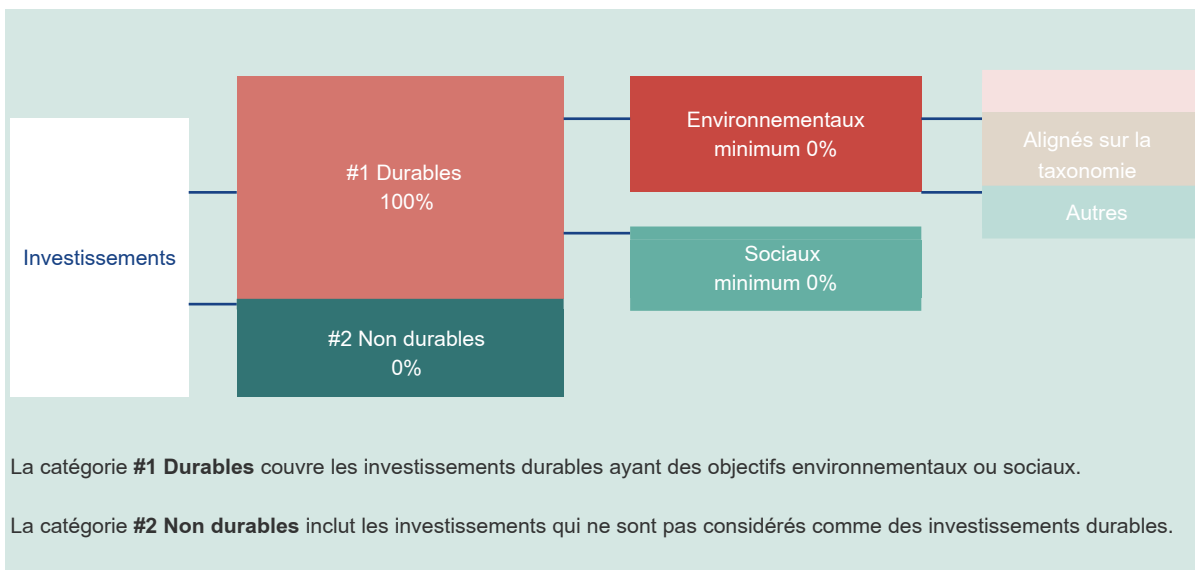 Investissements
#1 Durables
100%
#2 Non durables
0%
Environnementaux
minimum 0%
Sociaux
minimum 0%
Alignés sur la
taxonomie
Autres
La catégorie #1 Durables couvre les investissements durables ayant des objectifs environnementaux ou sociaux.
La catégorie #2 Non durables inclut les investissements qui ne sont pas considérés comme des investissements durables.